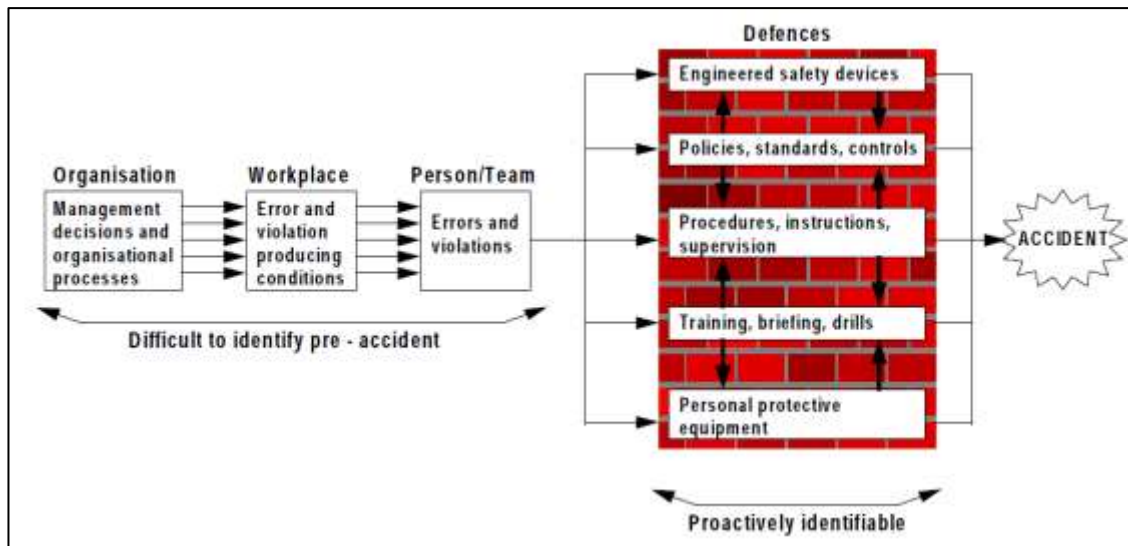 Defences
Engineered safety devices
Policies, standards, controls
Organisation
Workplace
Person/Team
Management
decisions and
organisational
processes
Error and
violation
producing
conditions
Errors and
violations
Procedures, instructions,
supervision
ACCIDENT
Training, briefing, drills
Difficult to identify pre - accident
Personal protective
equipment
Proactively identifiable